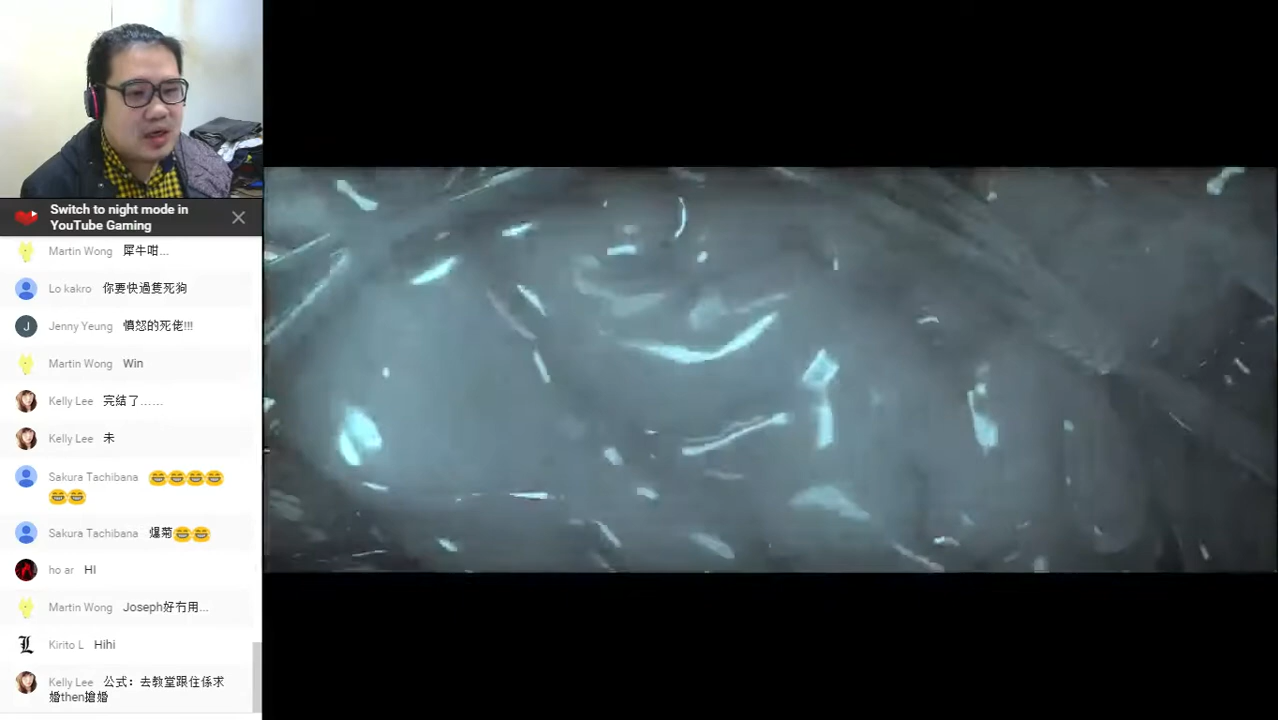 Switch to night mode in
YouTube Gaming
Martin Wong 犀牛咁...
Lo kakro 你要快過隻死狗
Jenny Yeung 憤怒的死佬!!!
Martin Wong Win
Kelly Lee 完结了......
Kelly Lee 未
Sakura Tachibana 😂😂😂😂
😂😂
Sakura Tachibana 爆菊😂😂
ho ar HI
Martin Wong Joseph好冇用...
Kirito L Hihi
Kelly Lee 公式：去教堂跟住係求
婚then搶婚